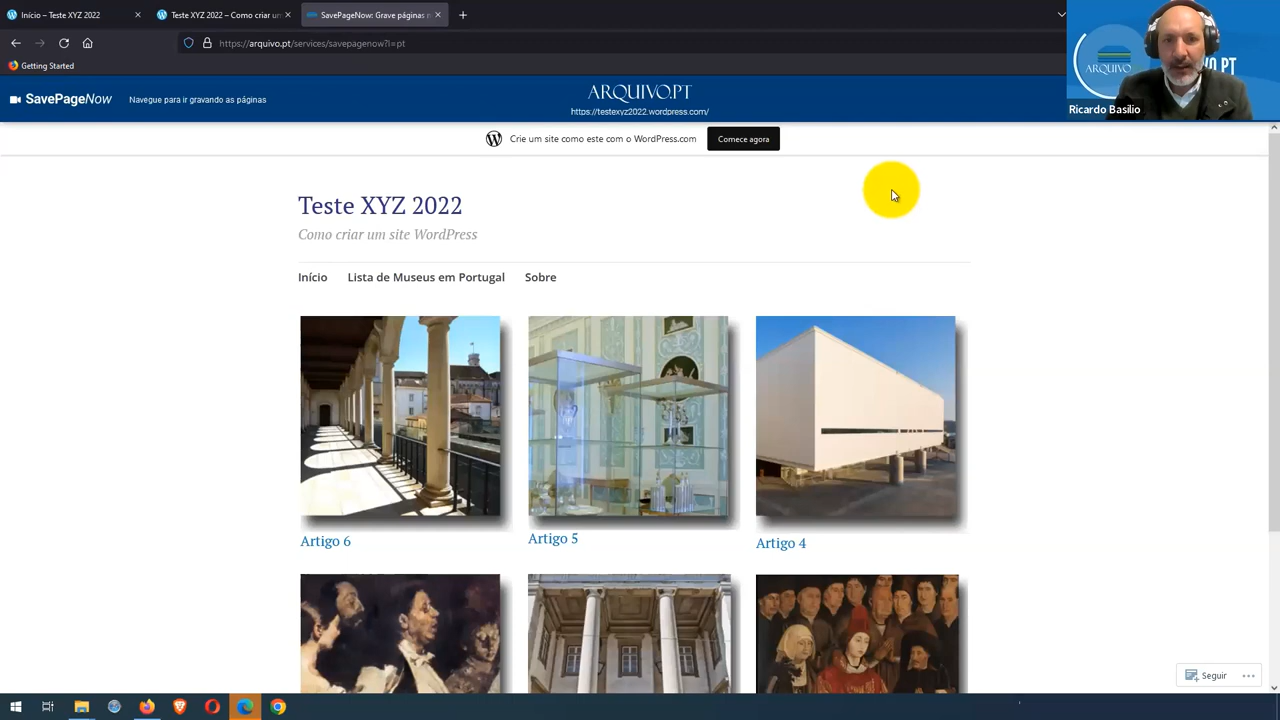 Início – Teste XYZ 2022
Teste XYZ 2022 – Como criar um
SavePageNow: Grave páginas n
https://arquivo.pt/services/savepagenow?l=pt
Getting Started
SavePageNow
Navegue para ir gravando as páginas
ARQUIVO.PT
https://testexyz2022.wordpress.com/
ARQUIVO
VO.PT
Ricardo Basílio
Crie um site como este com o WordPress.com
Comece agora
Teste XYZ 2022
Como criar um site WordPress
Início
Lista de Museus em Portugal
Sobre
Artigo 6
Artigo 5
Artigo 4
Seguir